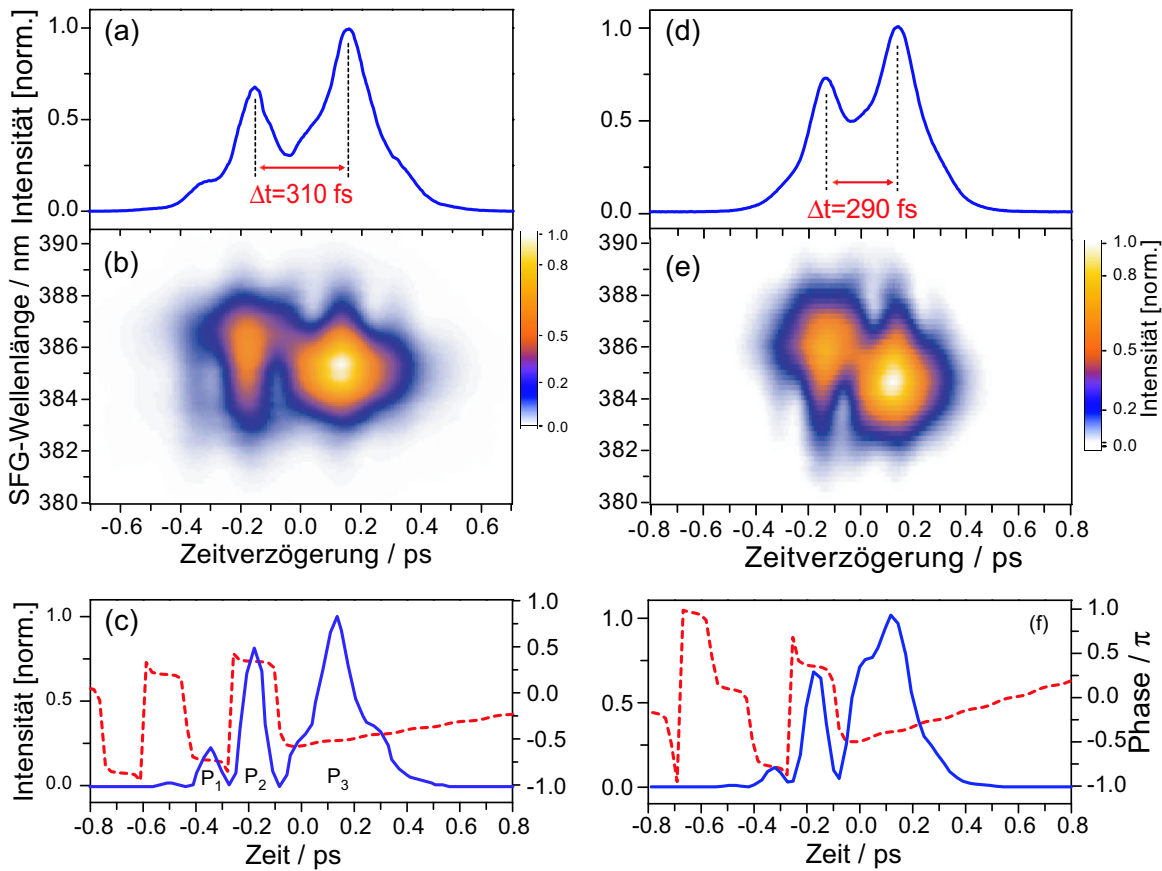 (a)
Intensität [norm.]
1.0
0.5
0.0
Δt=310 fs
(d)
1.0
0.5
0.0
Δt=290 fs
(b)
SFG-Wellenlänge / nm
390
388
386
384
382
380
-0.6 -0.4 -0.2 0.0 0.2 0.4 0.6
Zeitverzögerung / ps
1.0
0.8
0.5
0.2
0.0
(e)
390
388
386
384
382
380
-0.8 -0.6 -0.4 -0.2 0.0 0.2 0.4 0.6 0.8
Zeitverzögerung / ps
1.0
0.8
0.5
0.2
0.0
Intensität [norm.]
(c)
Intensität [norm.]
1.0
0.5
0.0
P1 P2 P3
1.0
0.5
0.0
-0.5
-1.0
-0.8 -0.6 -0.4 -0.2 0.0 0.2 0.4 0.6 0.8
Zeit / ps
(f)
1.0
0.5
0.0
1.0
0.5
0.0
-0.5
-1.0
Phase / π
-0.8 -0.6 -0.4 -0.2 0.0 0.2 0.4 0.6 0.8
Zeit / ps